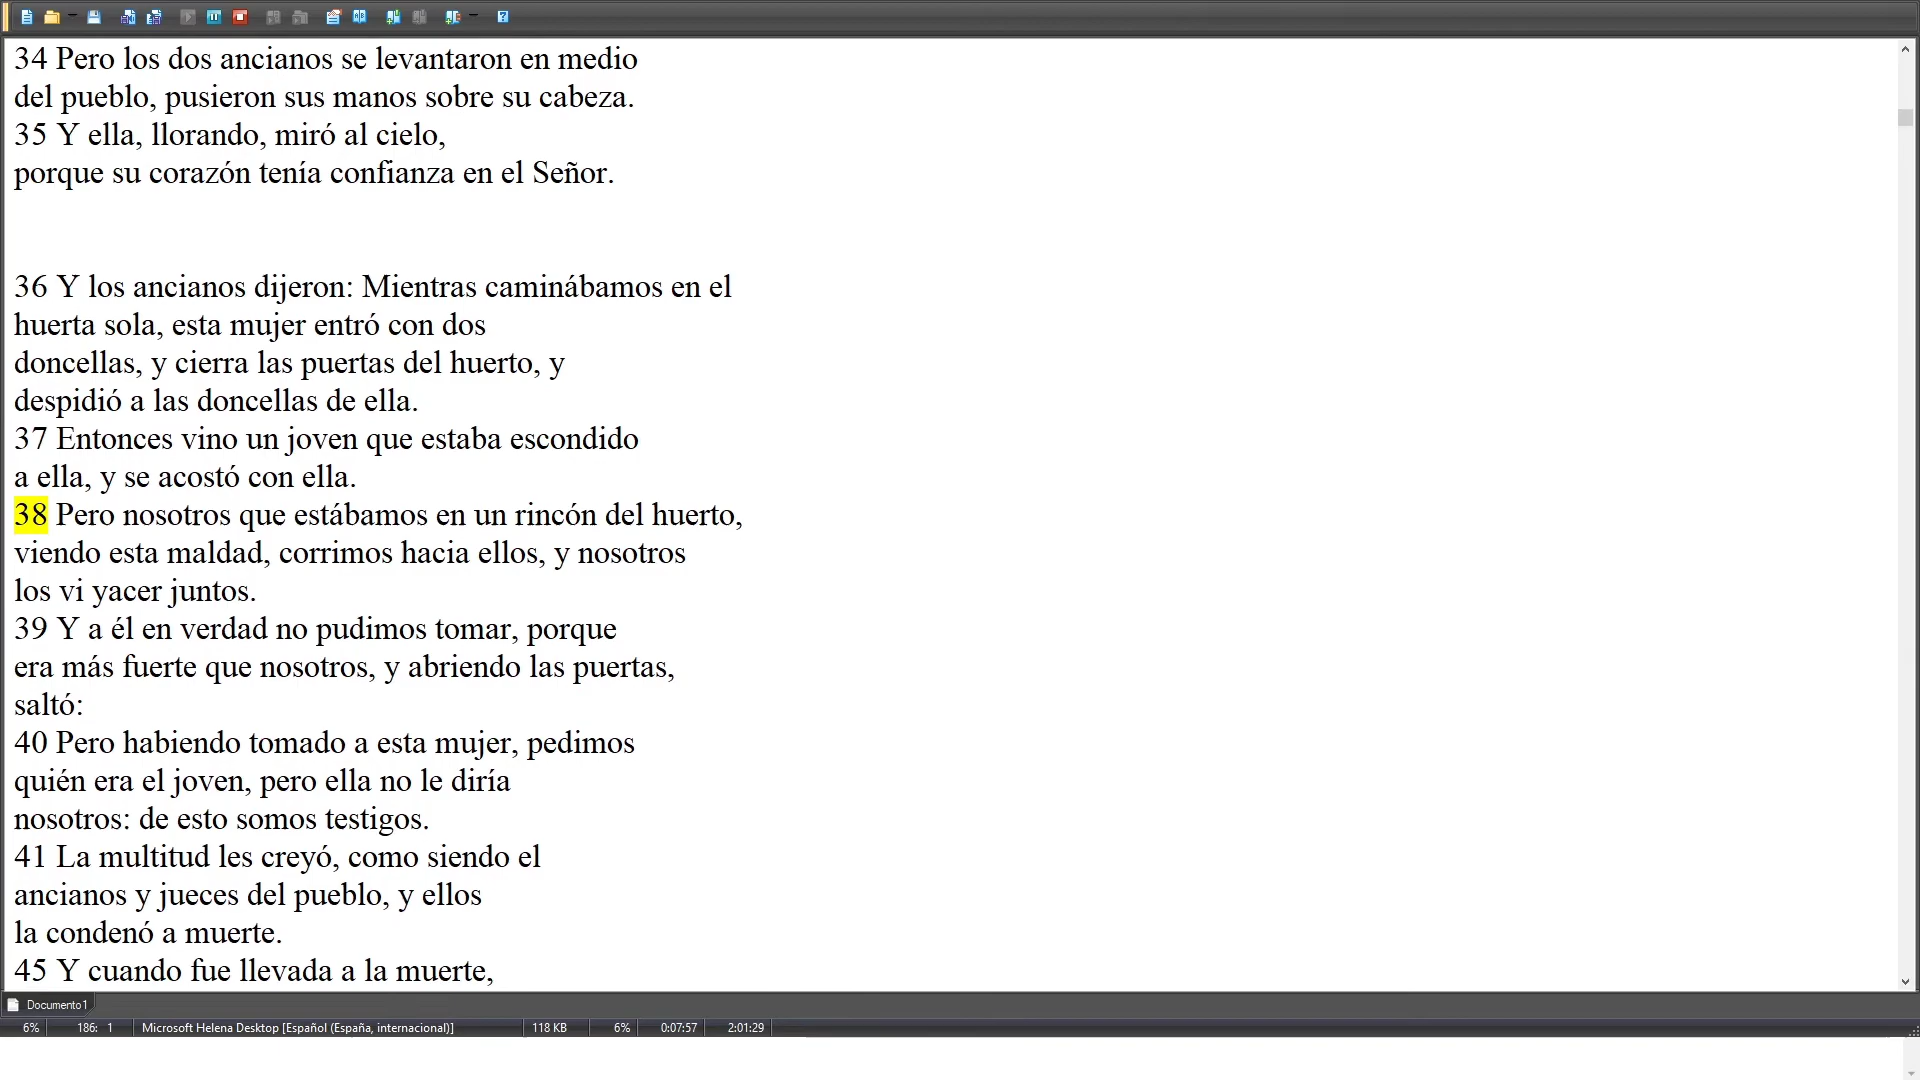 34 Pero los dos ancianos se levantaron en medio
del pueblo, pusieron sus manos sobre su cabeza.
35 Y ella, llorando, miró al cielo,
porque su corazón tenía confianza en el Señor.
36 Y los ancianos dijeron: Mientras caminábamos en el
huerta sola, esta mujer entró con dos
doncellas, y cierra las puertas del huerto, y
despidió a las doncellas de ella.
37 Entonces vino un joven que estaba escondido
a ella, y se acostó con ella.
38 Pero nosotros que estábamos en un rincón del huerto,
viendo esta maldad, corrimos hacia ellos, y nosotros
los vi yacer juntos.
39 Y a él en verdad no pudimos tomar, porque
era más fuerte que nosotros, y abriendo las puertas,
saltó:
40 Pero habiendo tomado a esta mujer, pedimos
quién era el joven, pero ella no le diría
nosotros: de esto somos testigos.
41 La multitud les creyó, como siendo el
ancianos y jueces del pueblo, y ellos
la condenó a muerte.
45 Y cuando fue llevada a la muerte,
Documento1
6% 186: 1 Microsoft Helena Desktop [Español (España, internacional)] 118 KB 6% 0:07:57 2:01:29